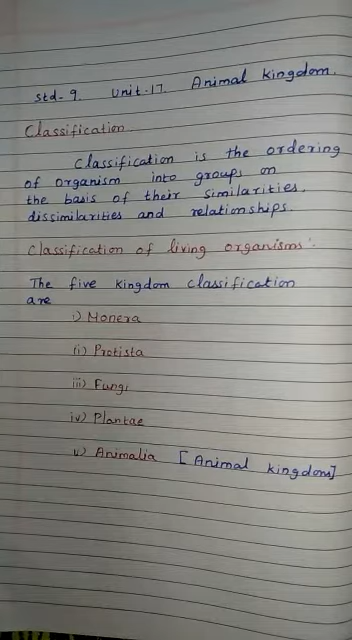 std-9. Unit-17. Animal kingdom.
Classification
Classification is the ordering
of organism into groups on
the basis of their similarities,
dissimilarities and relationships.
Classification of living organisms:
The five kingdom classification
are
i) Monera
(ii) Protista
iii) Fungi
iv) Plantae
v) Animalia [Animal kingdom]